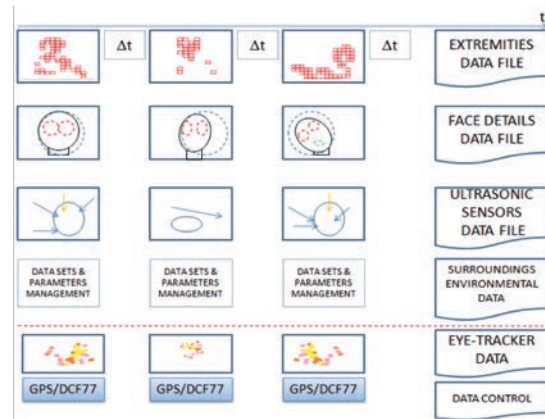 t
Δt
Δt
Δt
EXTREMITIES
DATA FILE
FACE DETAILS
DATA FILE
ULTRASONIC
SENSORS
DATA FILE
DATA SETS &
PARAMETERS
MANAGEMENT
DATA SETS &
PARAMETERS
MANAGEMENT
DATA SETS &
PARAMETERS
MANAGEMENT
SURROUNDINGS
ENVIRONMENTAL
DATA
EYE-TRACKER
DATA
GPS/DCF77
GPS/DCF77
GPS/DCF77
DATA CONTROL